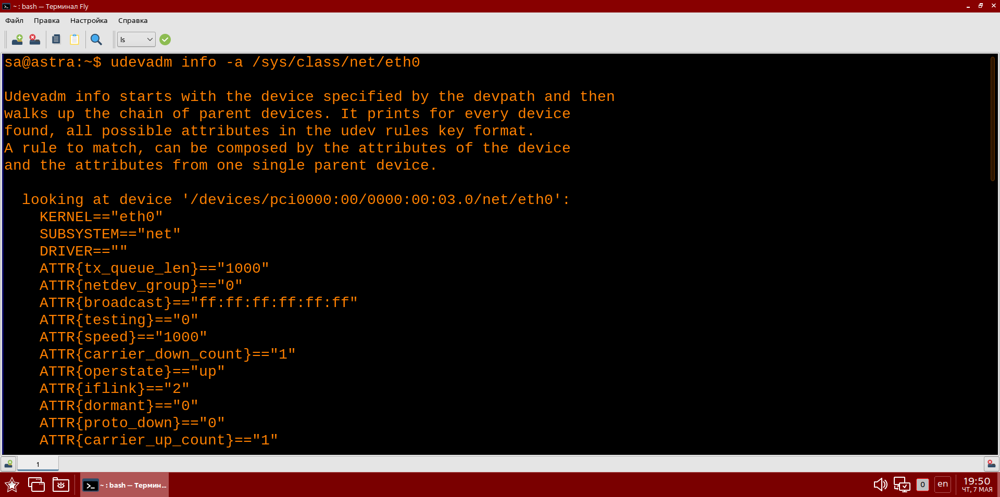 ~ : bash — Терминал Fly
Файл Правка Настройка Справка
ls
sa@astra:~$ udevadm info -a /sys/class/net/eth0
Udevadm info starts with the device specified by the devpath and then
walks up the chain of parent devices. It prints for every device
found, all possible attributes in the udev rules key format.
A rule to match, can be composed by the attributes of the device
and the attributes from one single parent device.
looking at device '/devices/pci0000:00/0000:00:03.0/net/eth0':
KERNEL=="eth0"
SUBSYSTEM=="net"
DRIVER==""
ATTR{tx_queue_len}=="1000"
ATTR{netdev_group}=="0"
ATTR{broadcast}=="ff:ff:ff:ff:ff:ff"
ATTR{testing}=="0"
ATTR{speed}=="1000"
ATTR{carrier_down_count}=="1"
ATTR{operstate}=="up"
ATTR{iflink}=="2"
ATTR{dormant}=="0"
ATTR{proto_down}=="0"
ATTR{carrier_up_count}=="1"
1
~ : bash — Термин...
0
en
19:50
ЧТ, 7 МАЯ